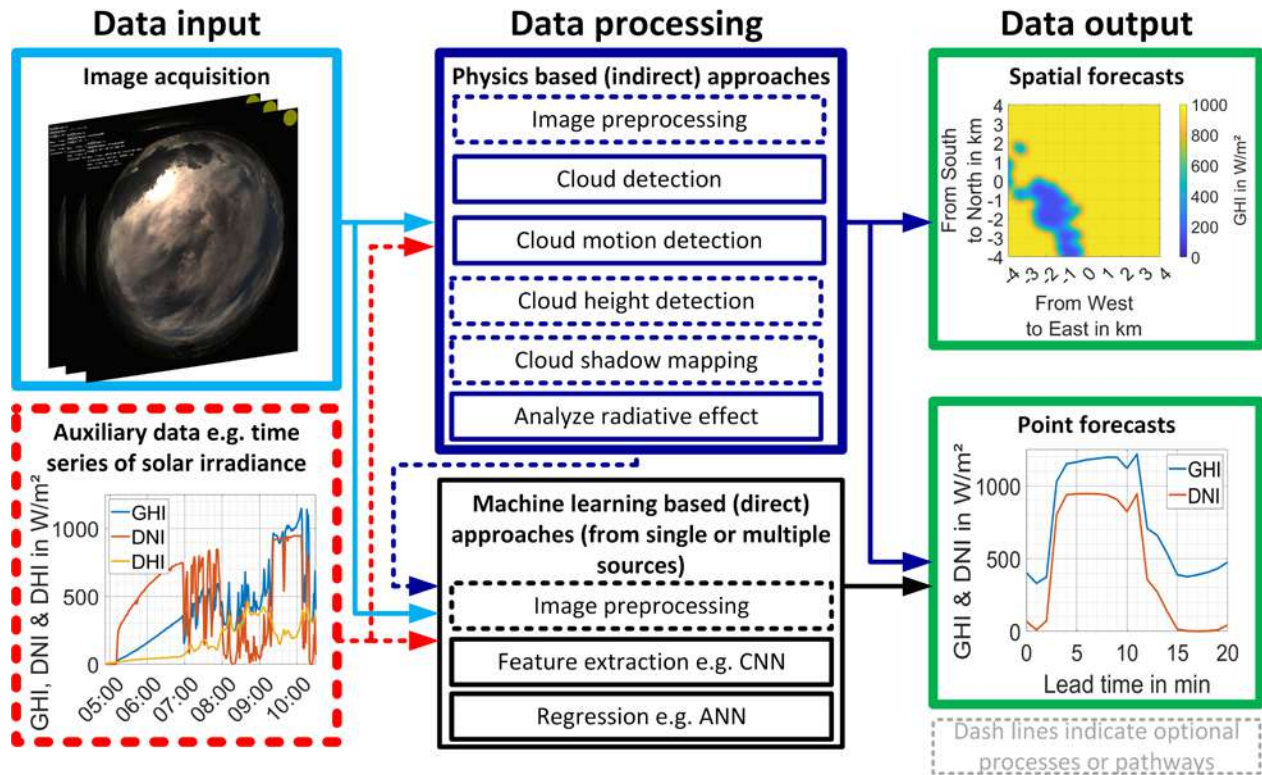 Data input
Data processing
Data output
Image acquisition
Physics based (indirect) approaches
Image preprocessing
Cloud detection
Cloud motion detection
Cloud height detection
Cloud shadow mapping
Analyze radiative effect
Spatial forecasts
From South
to North in km
4
3
2
1
0
-1
-2
-3
-4
-4
-3
-2
-1
0
1
2
3
4
From West
to East in km
1000
800
600
400
200
0
GHI in W/m²
Auxiliary data e.g. time
series of solar irradiance
GHI, DNI & DHI in W/m²
1000
500
0
GHI
DNI
DHI
05:00
06:00
07:00
08:00
09:00
10:00
Machine learning based (direct)
approaches (from single or multiple
sources)
Image preprocessing
Feature extraction e.g. CNN
Regression e.g. ANN
Point forecasts
GHI & DNI in W/m²
1000
500
0
GHI
DNI
0
5
10
15
20
Lead time in min
Dash lines indicate optional
processes or pathways